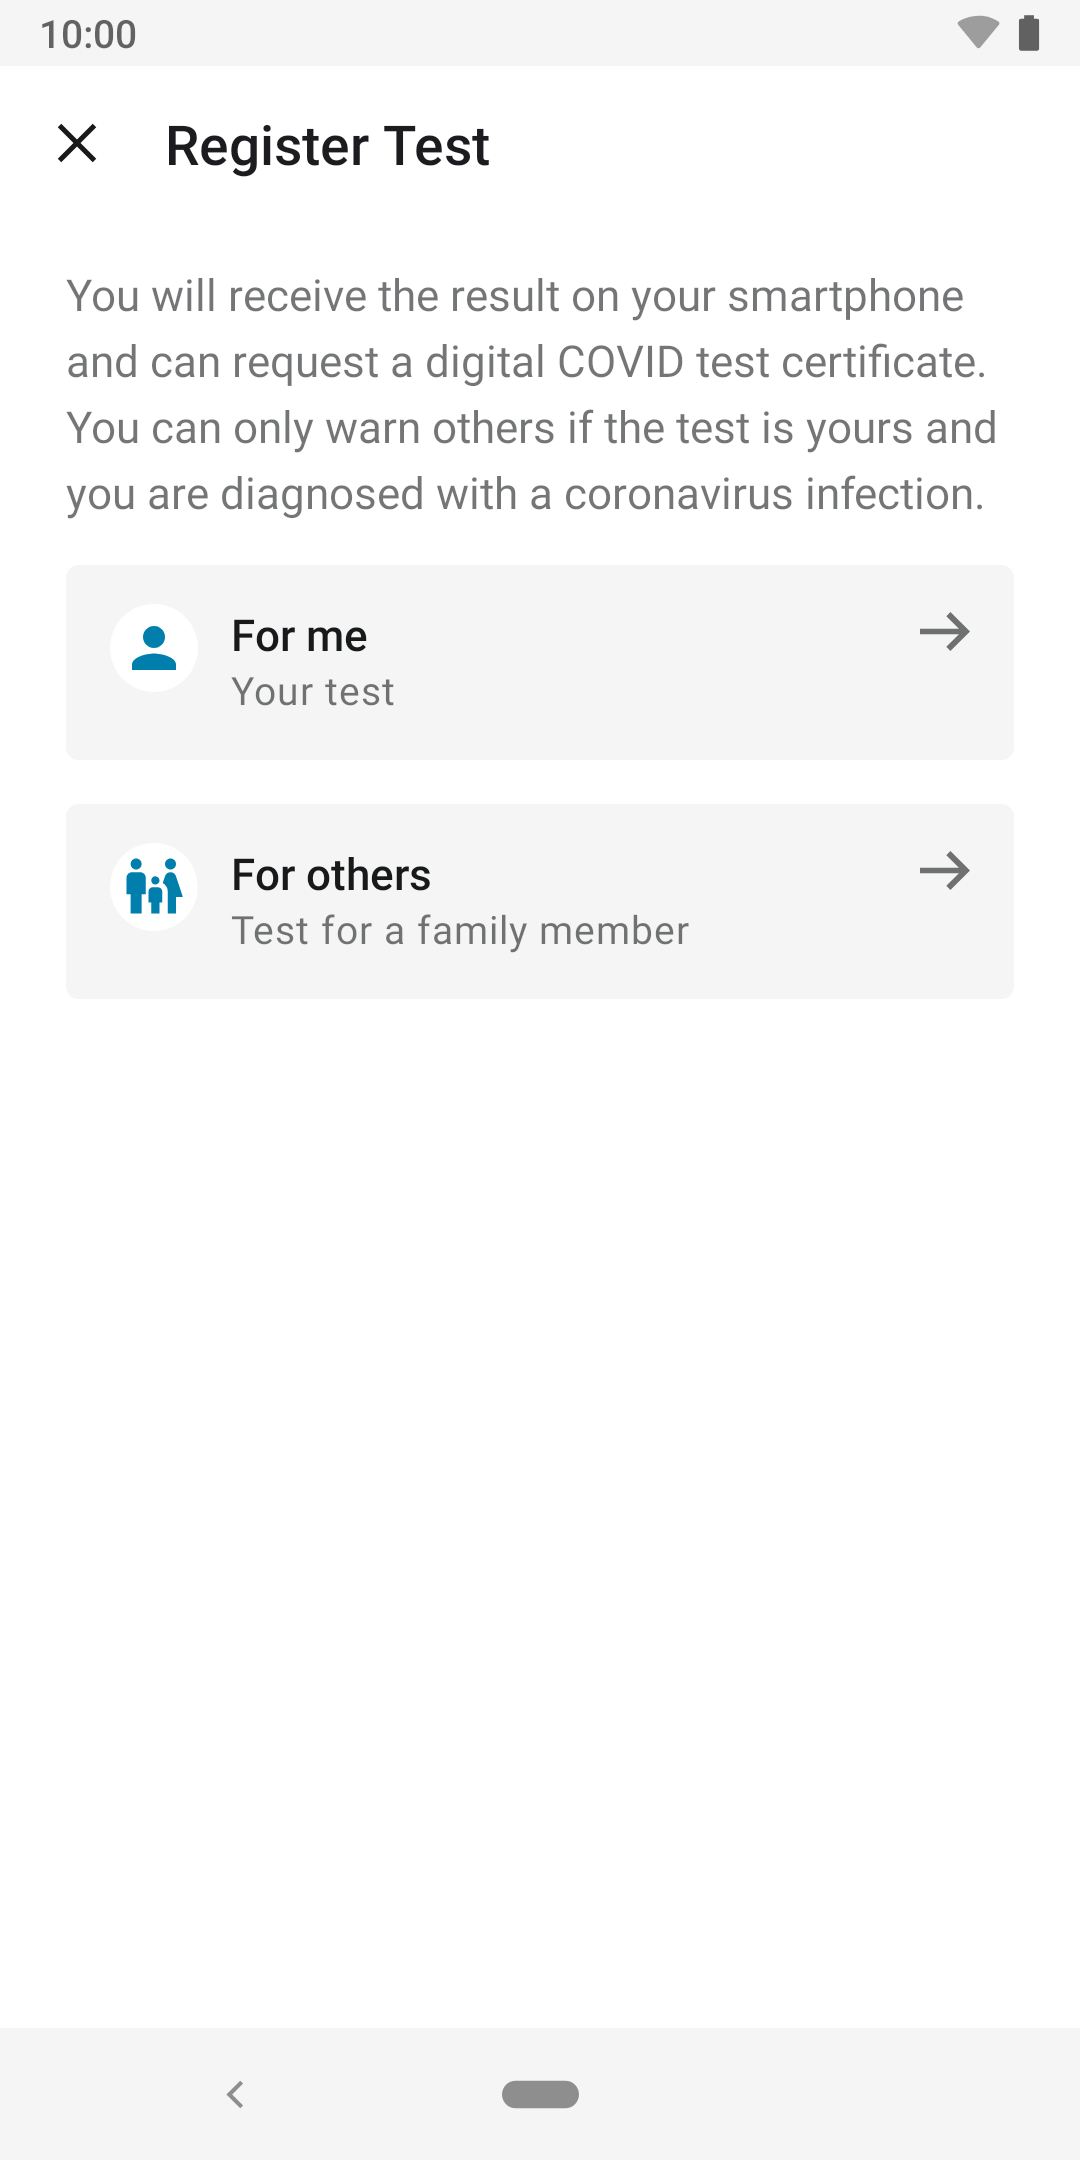 10:00
Register Test
You will receive the result on your smartphone
and can request a digital COVID test certificate.
You can only warn others if the test is yours and
you are diagnosed with a coronavirus infection.
For me
Your test
For others
Test for a family member